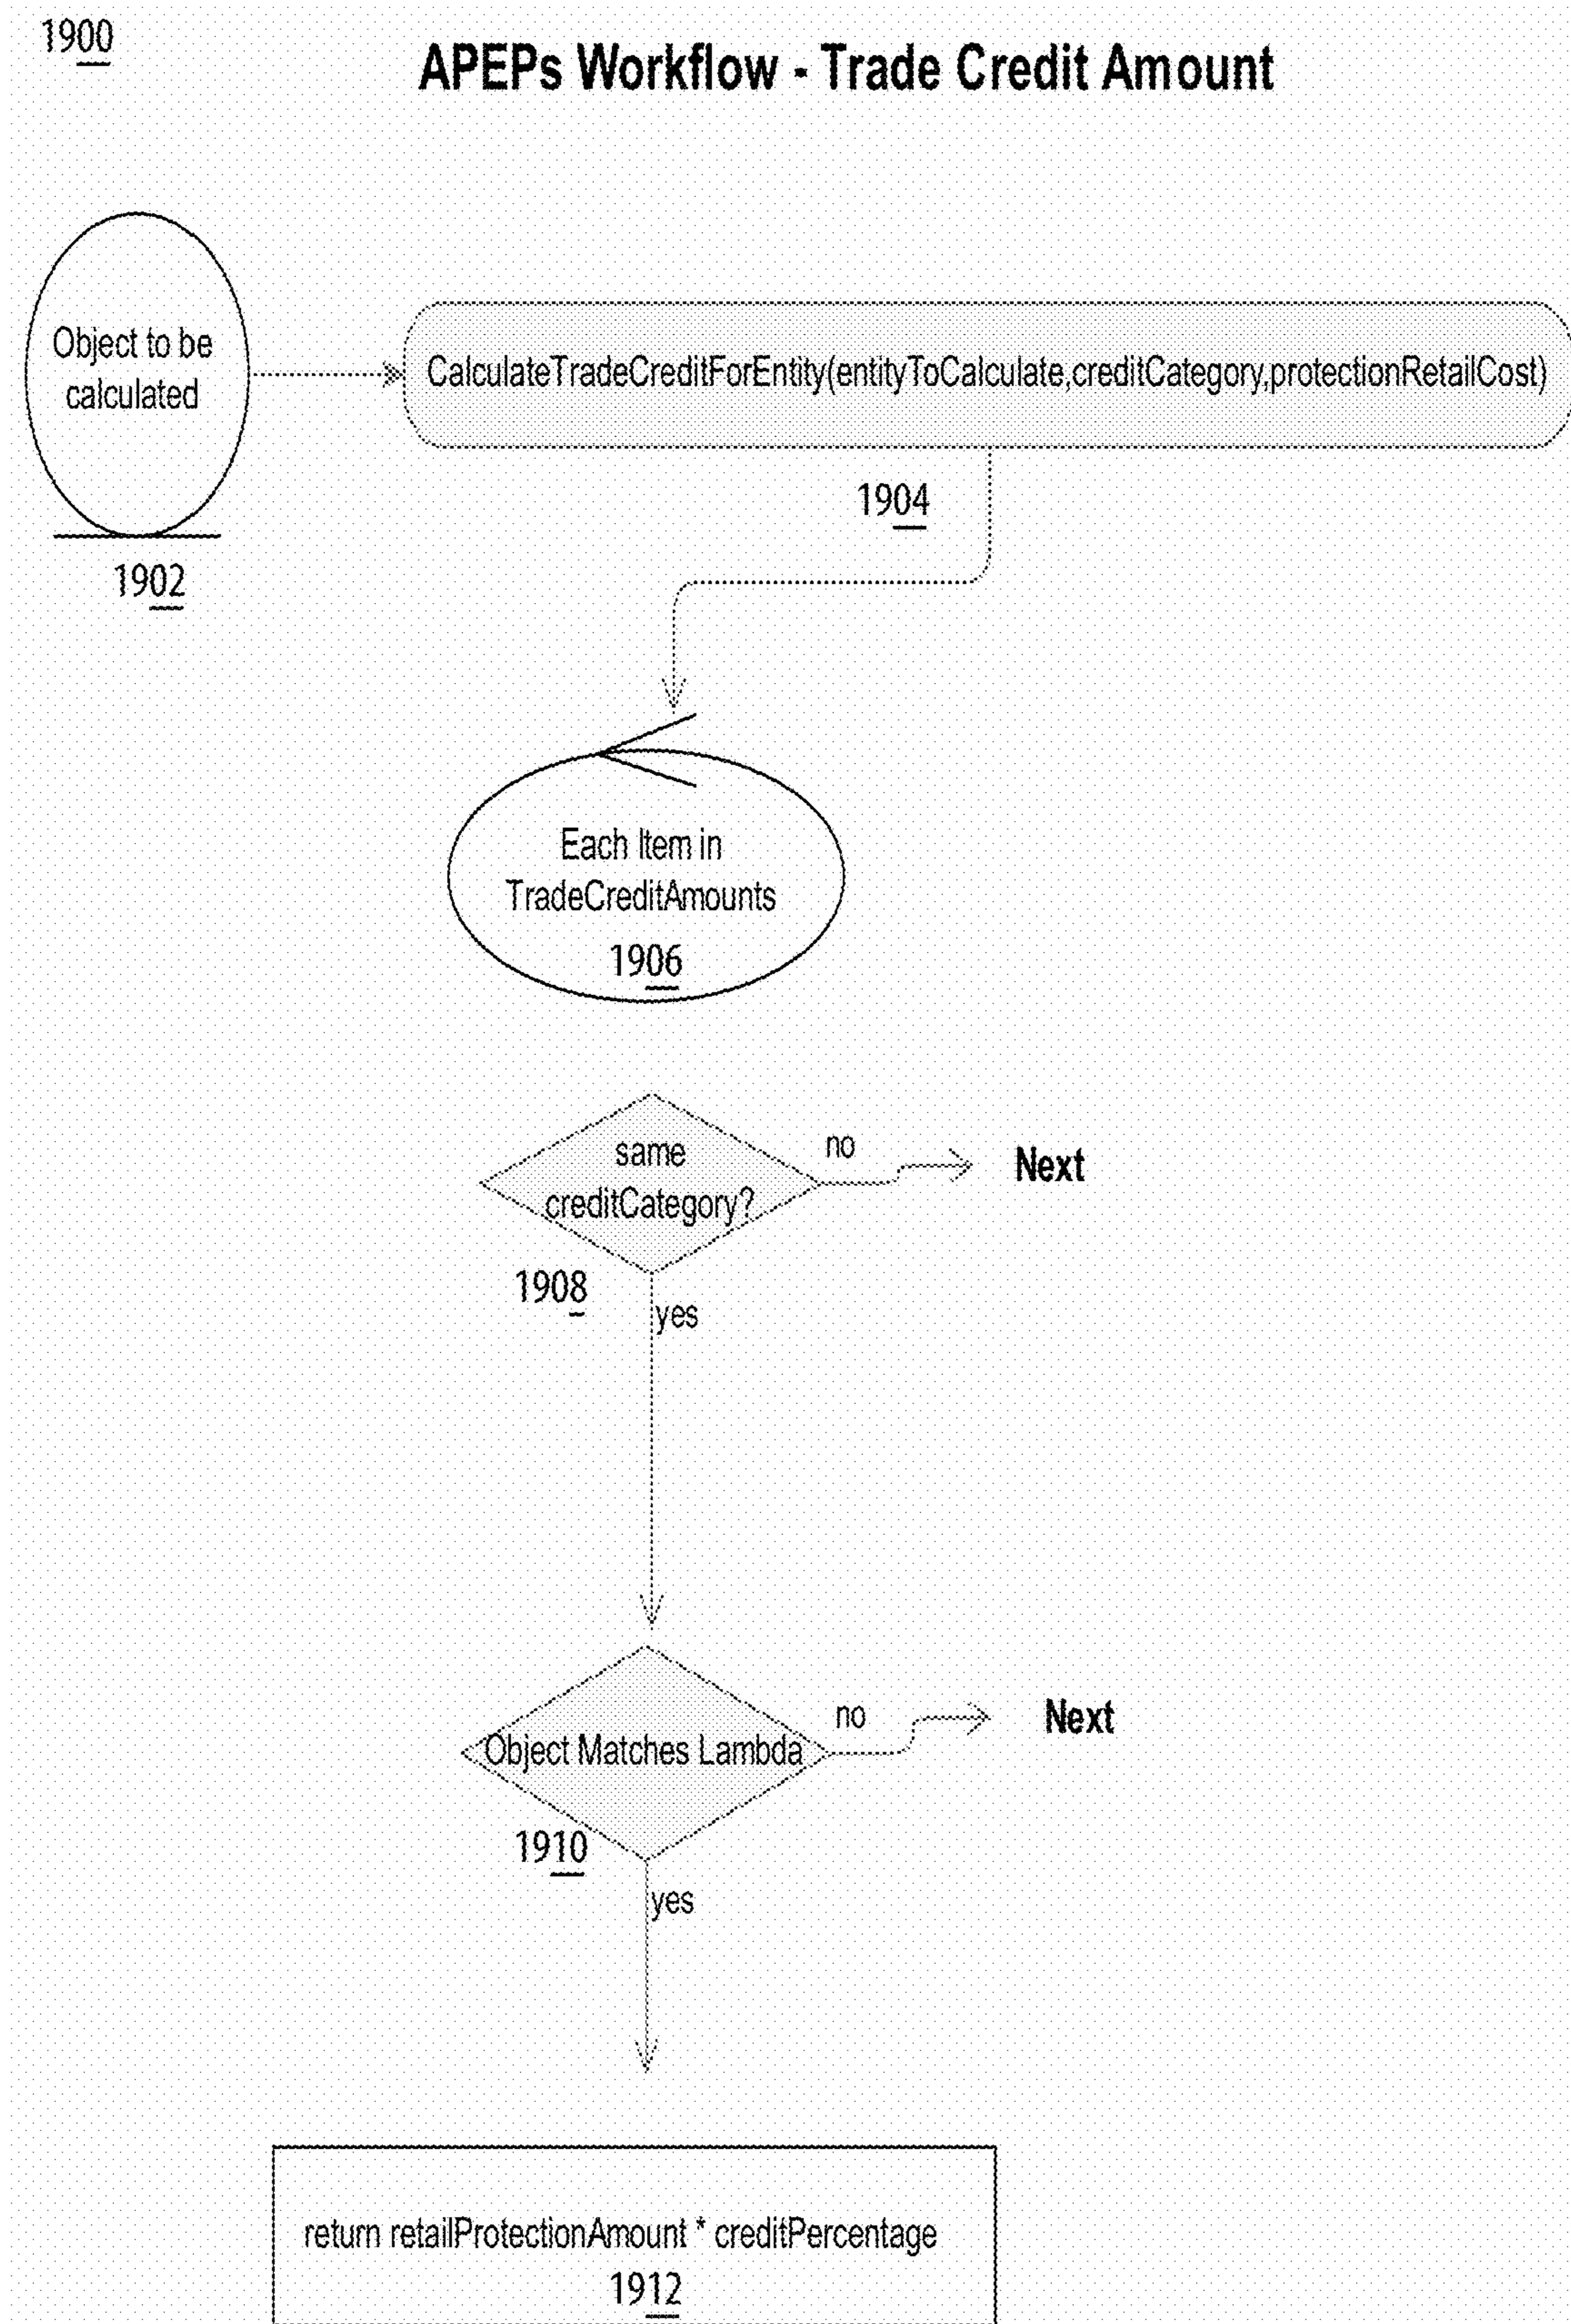 1900
APEPs Workflow - Trade Credit Amount
Object to be
calculated
1902
CalculateTradeCreditForEntity(entityToCalculate,creditCategory,protectionRetailCost)
1904
Each Item in
TradeCreditAmounts
1906
same
creditCategory?
no
Next
1908
yes
Object Matches Lambda
no
Next
1910
yes
return retailProtectionAmount * creditPercentage
1912